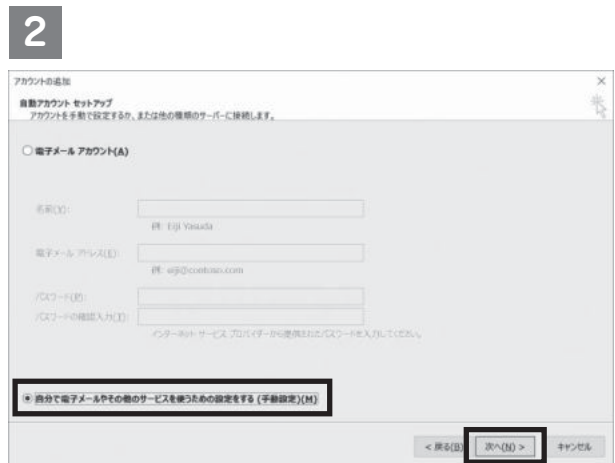 2
アカウントの追加
×
自動アカウント セットアップ
アカウントを手動で設定するか、または他の種類のサーバーに接続します。
電子メール アカウント(A)
名前(Y):
例: Eiji Yasuda
電子メール アドレス(E):
例: eiji@contoso.com
パスワード(P):
パスワードの確認入力(T):
インターネット サービス プロバイダーから提供されたパスワードを入力してください。
自分で電子メールやその他のサービスを使うための設定をする (手動設定)(M)
< 戻る(B) 次へ(N) > キャンセル